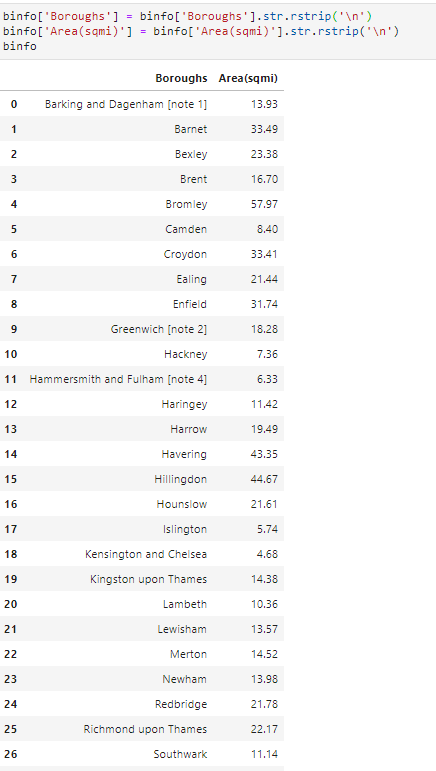 binfo['Boroughs'] = binfo['Boroughs'].str.rstrip('\n')
binfo['Area(sqmi)'] = binfo['Area(sqmi)'].str.rstrip('\n')
binfo
Boroughs Area(sqmi)
0 Barking and Dagenham [note 1] 13.93
1 Barnet 33.49
2 Bexley 23.38
3 Brent 16.70
4 Bromley 57.97
5 Camden 8.40
6 Croydon 33.41
7 Ealing 21.44
8 Enfield 31.74
9 Greenwich [note 2] 18.28
10 Hackney 7.36
11 Hammersmith and Fulham [note 4] 6.33
12 Haringey 11.42
13 Harrow 19.49
14 Havering 43.35
15 Hillingdon 44.67
16 Hounslow 21.61
17 Islington 5.74
18 Kensington and Chelsea 4.68
19 Kingston upon Thames 14.38
20 Lambeth 10.36
21 Lewisham 13.57
22 Merton 14.52
23 Newham 13.98
24 Redbridge 21.78
25 Richmond upon Thames 22.17
26 Southwark 11.14